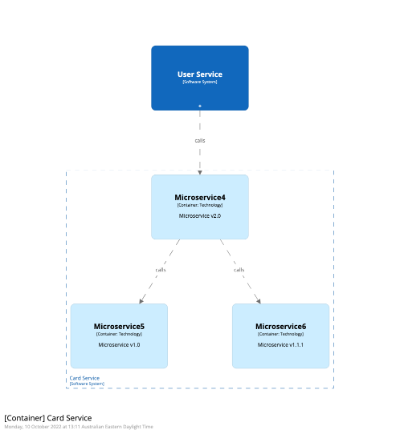 User Service
[Software System]
calls
Microservice4
[Container: Technology]
Microservice v2.0
calls
calls
Microservice5
[Container: Technology]
Microservice v1.0
Microservice6
[Container: Technology]
Microservice v1.1.1
Card Service
[Software System]
[Container] Card Service
Monday, 10 October 2022 at 13:11 Australian Eastern Daylight Time